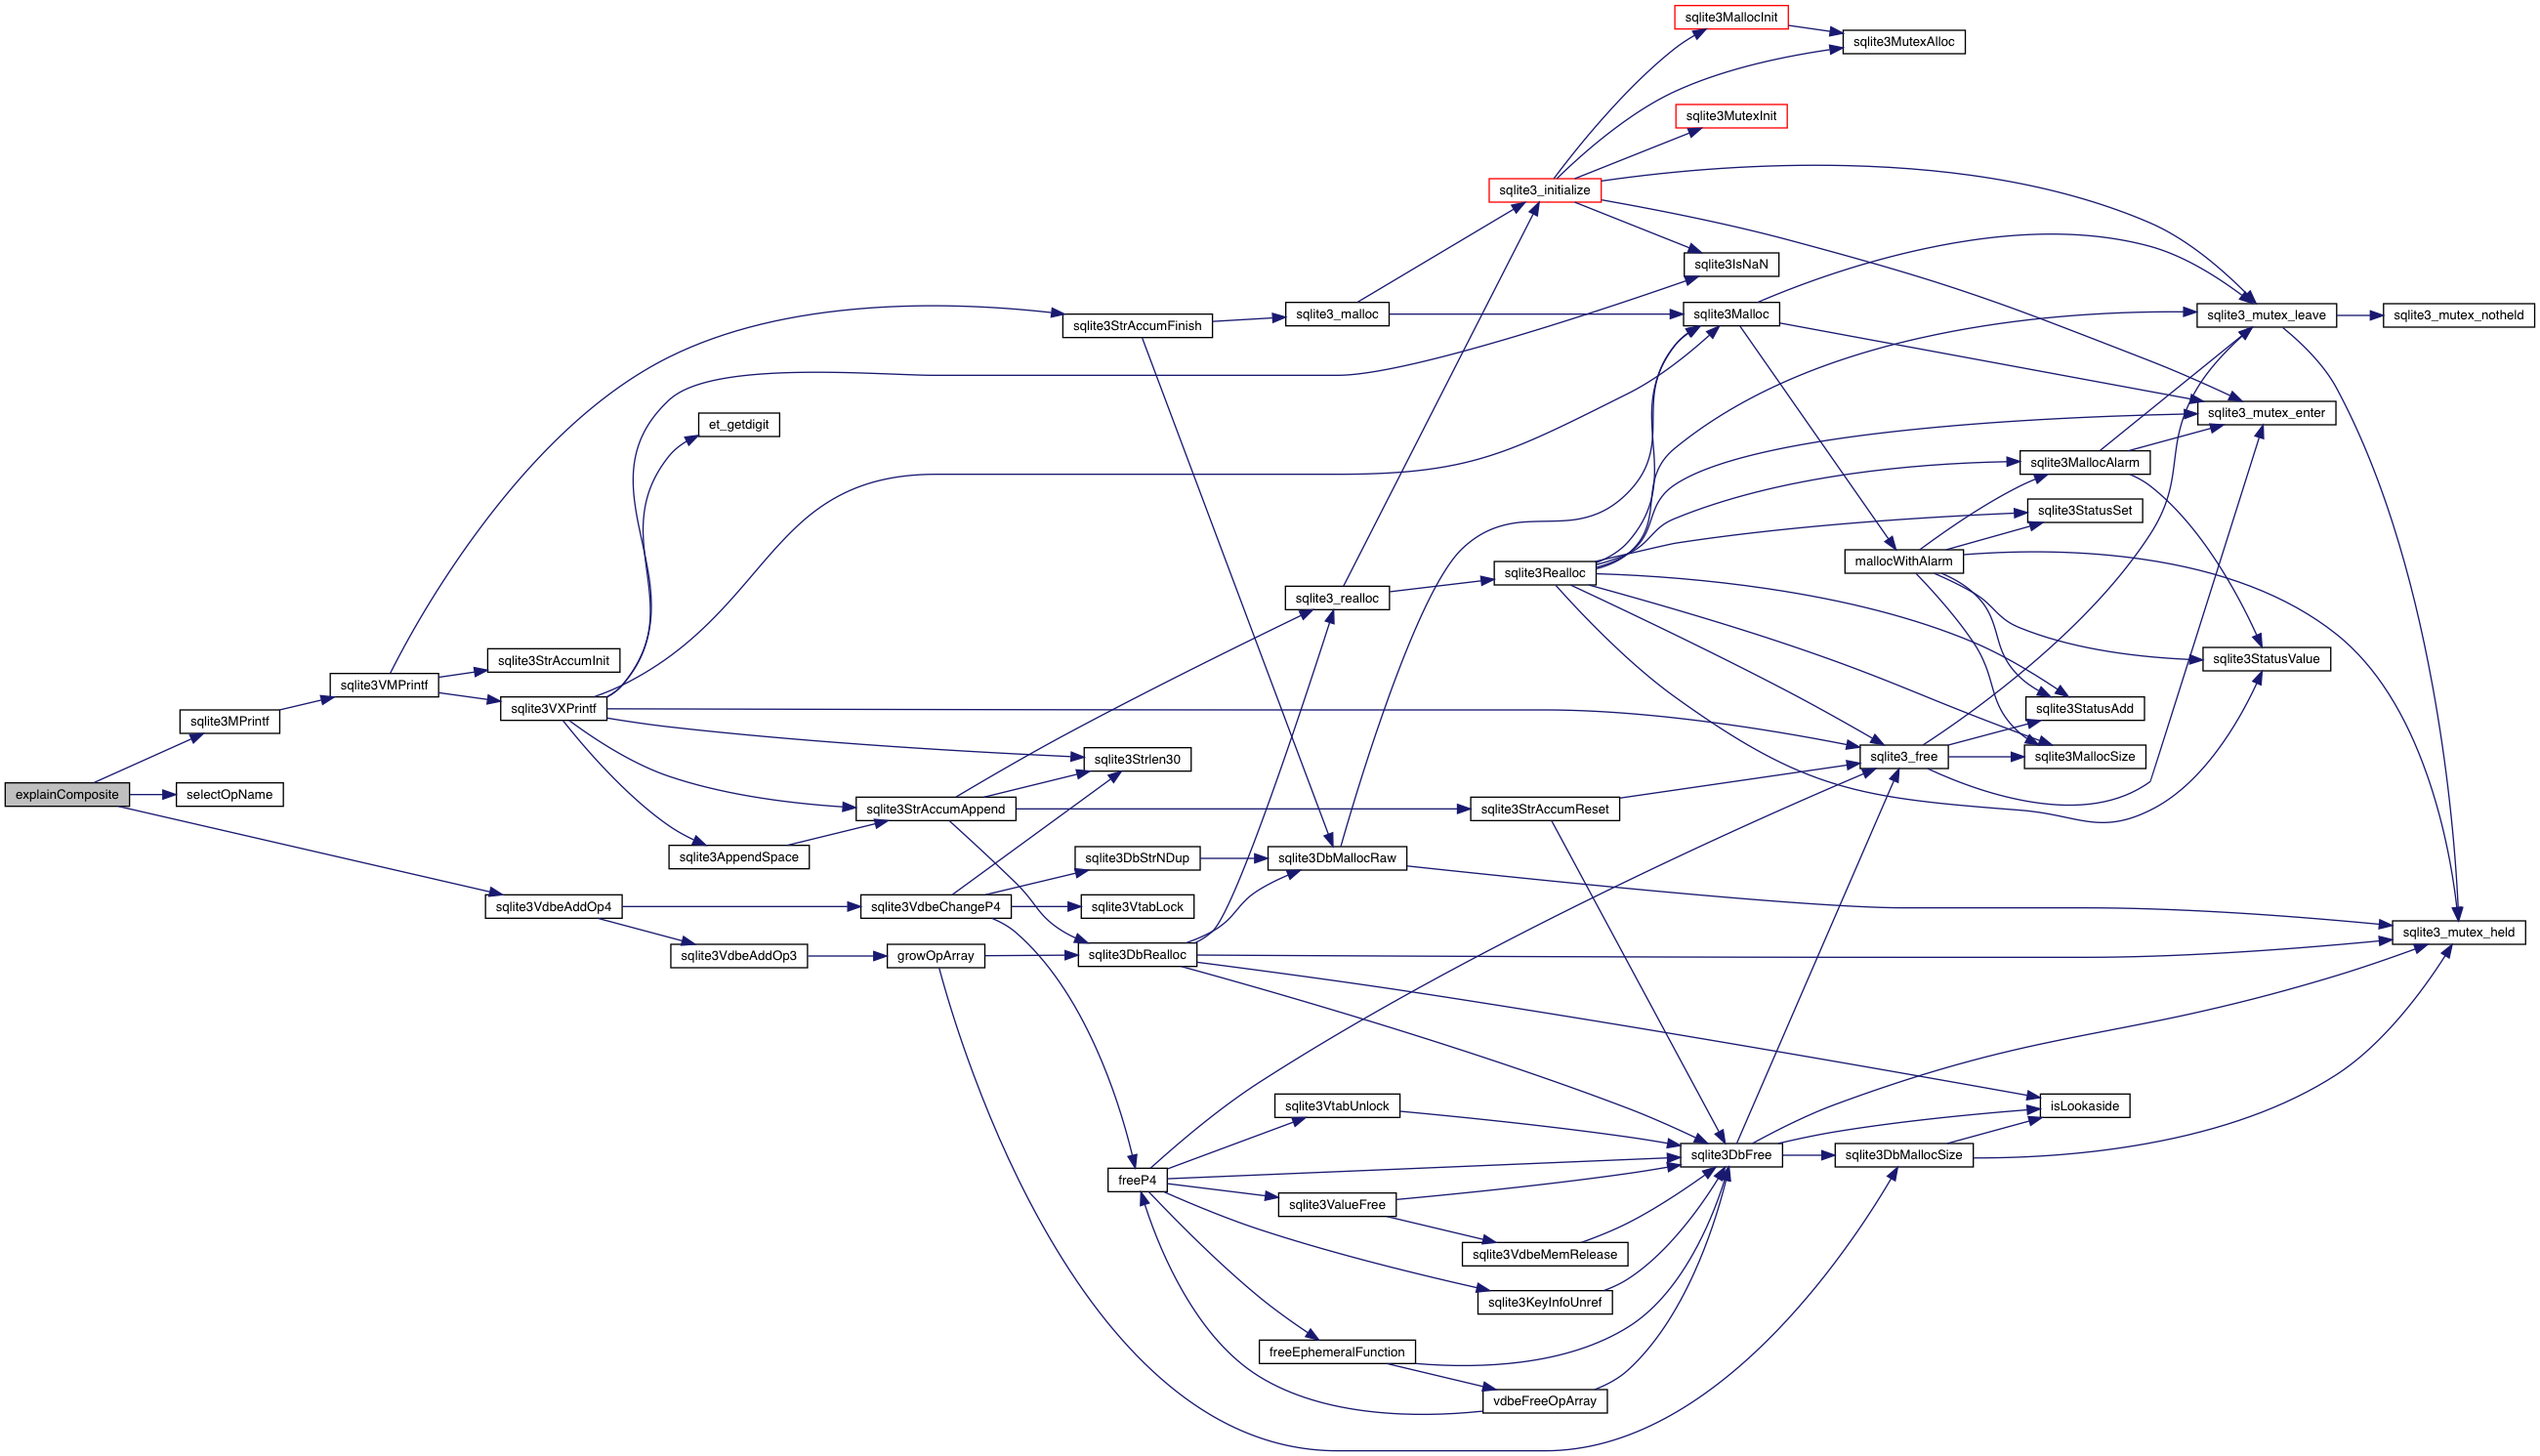 sqlite3MallocInit
sqlite3MutexAlloc
sqlite3MutexInit
sqlite3_initialize
sqlite3IsNaN
sqlite3StrAccumFinish
sqlite3_malloc
sqlite3Malloc
sqlite3_mutex_leave
sqlite3_mutex_notheld
et_getdigit
sqlite3_mutex_enter
sqlite3MallocAlarm
sqlite3StatusSet
mallocWithAlarm
sqlite3_realloc
sqlite3Realloc
sqlite3StrAccumInit
sqlite3StatusValue
sqlite3VMPrintf
sqlite3VXPrintf
sqlite3StatusAdd
sqlite3MPrintf
sqlite3Strlen30
sqlite3_free
sqlite3MallocSize
explainComposite
selectOpName
sqlite3StrAccumAppend
sqlite3StrAccumReset
sqlite3AppendSpace
sqlite3DbStrNDup
sqlite3DbMallocRaw
sqlite3VdbeAddOp4
sqlite3VdbeChangeP4
sqlite3VtabLock
sqlite3_mutex_held
sqlite3VdbeAddOp3
growOpArray
sqlite3DbRealloc
sqlite3VtabUnlock
isLookaside
sqlite3DbFree
sqlite3DbMallocSize
freeP4
sqlite3ValueFree
sqlite3VdbeMemRelease
sqlite3KeyInfoUnref
freeEphemeralFunction
vdbeFreeOpArray